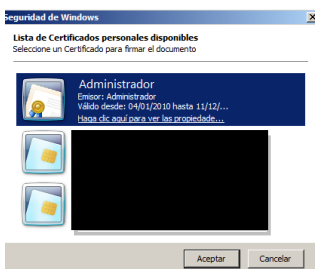 Seguridad de Windows
Lista de Certificados personales disponibles
Seleccione un Certificado para firmar el documento
Administrador
Emisor: Administrador
Válido desde: 04/01/2010 hasta 11/12/...
Haga clic aquí para ver las propiedade...
Aceptar
Cancelar